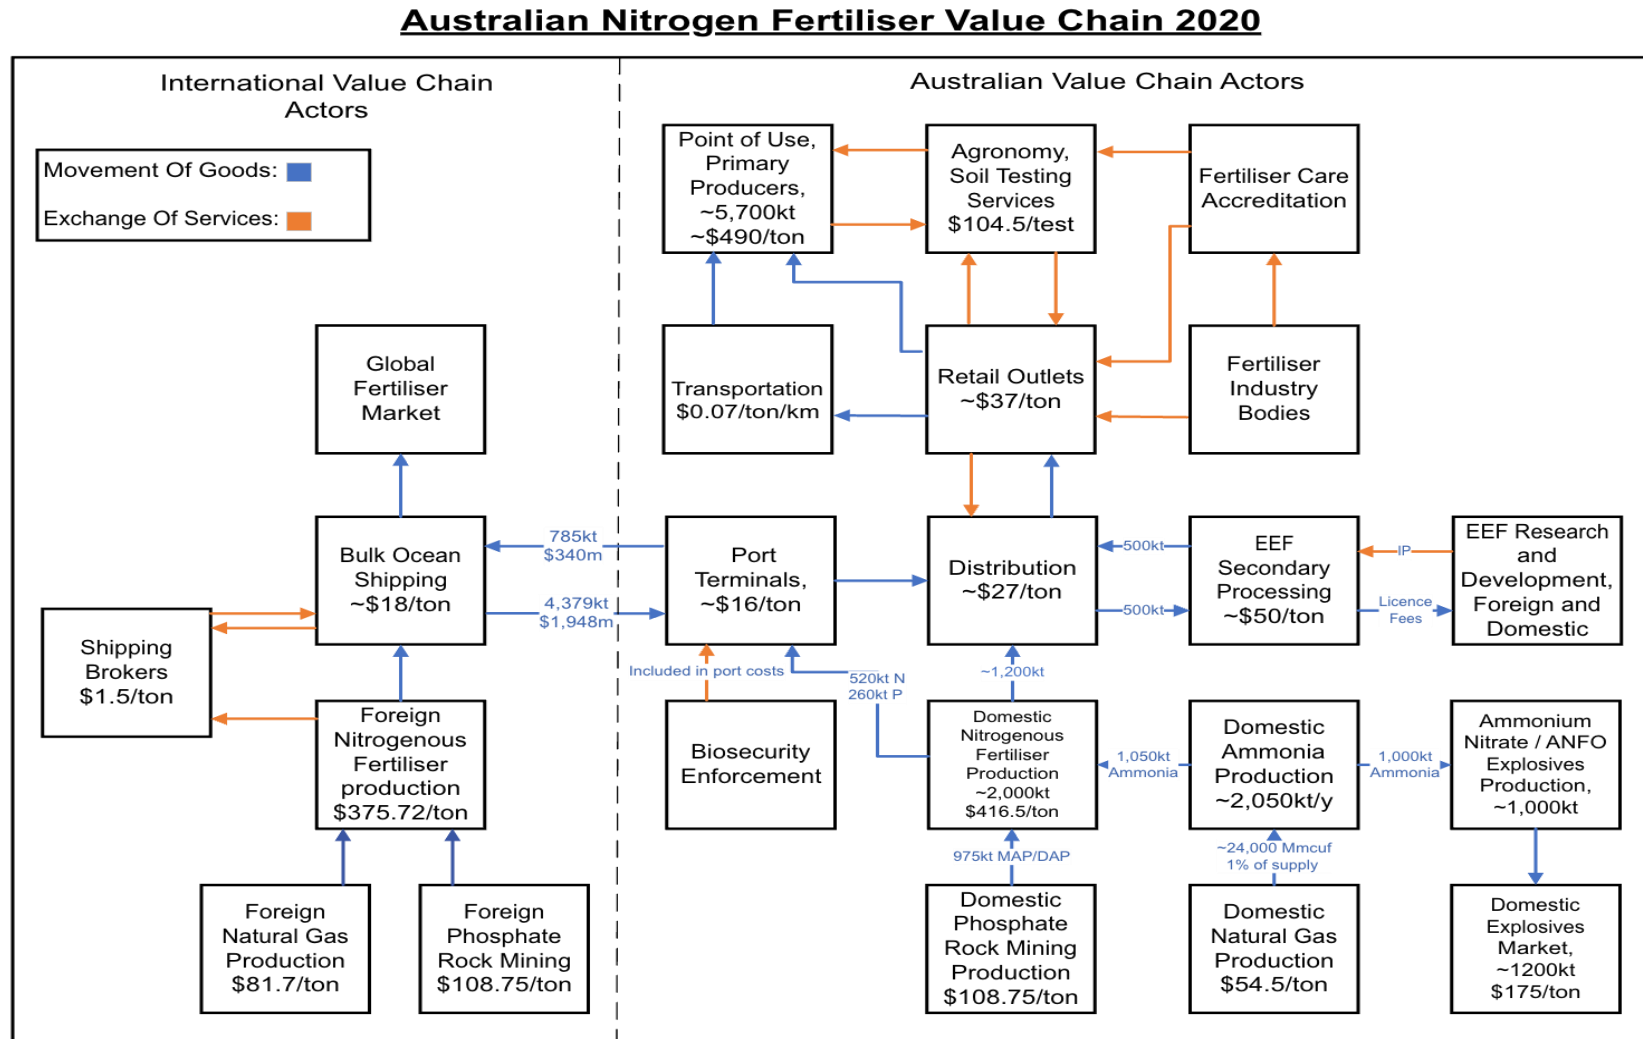 Australian Nitrogen Fertiliser Value Chain 2020
International Value Chain
Actors
Australian Value Chain Actors
Movement Of Goods:
Exchange Of Services:
Point of Use,
Primary
Producers,
~5,700kt
~$490/ton
Agronomy,
Soil Testing
Services
$104.5/test
Fertiliser Care
Accreditation
Global
Fertiliser
Market
Transportation
$0.07/ton/km
Retail Outlets
~$37/ton
Fertiliser
Industry
Bodies
Bulk Ocean
Shipping
~$18/ton
785kt
$340m
4,379kt
$1,948m
Port
Terminals,
~$16/ton
Distribution
~$27/ton
500kt
500kt
EEF
Secondary
Processing
~$50/ton
IP
Licence
Fees
EEF Research
and
Development,
Foreign and
Domestic
Shipping
Brokers
$1.5/ton
Included in port costs
520kt N
260kt P
~1,200kt
Foreign
Nitrogenous
Fertiliser
production
$375.72/ton
Biosecurity
Enforcement
Domestic
Nitrogenous
Fertiliser
Production
~2,000kt
$416.5/ton
1,050kt
Ammonia
Domestic
Ammonia
Production
~2,050kt/y
1,000kt
Ammonia
Ammonium
Nitrate / ANFO
Explosives
Production,
~1,000kt
975kt MAP/DAP
~24,000 Mmcuf
1% of supply
Foreign
Natural Gas
Production
$81.7/ton
Foreign
Phosphate
Rock Mining
$108.75/ton
Domestic
Phosphate
Rock Mining
Production
$108.75/ton
Domestic
Natural Gas
Production
$54.5/ton
Domestic
Explosives
Market,
~1200kt
$175/ton